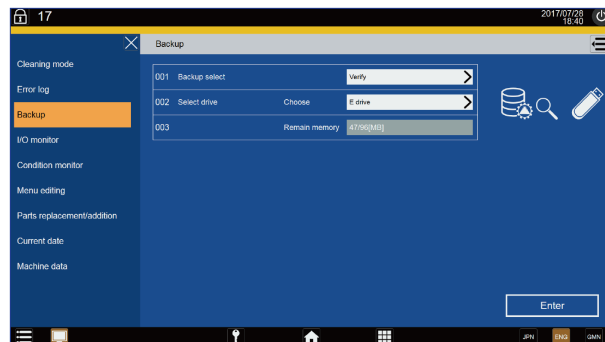 17
2017/07/28
18:40
Backup
Cleaning mode
Error log
Backup
I/O monitor
Condition monitor
Menu editing
Parts replacement/addition
Current date
Machine data
001 Backup select Verify
002 Select drive Choose E drive
003 Remain memory 47/96[MB]
Enter
JPN ENG GMN